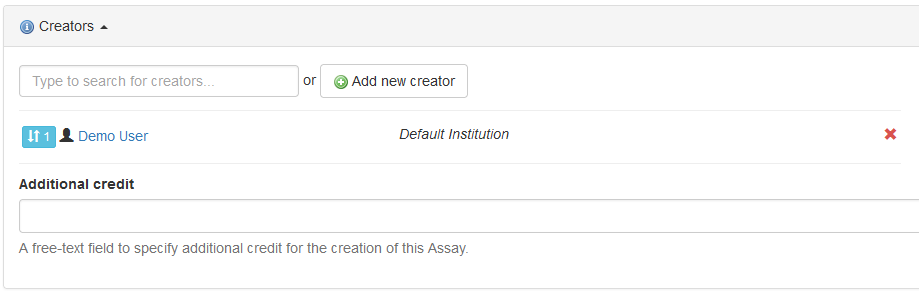 Creators
Type to search for creators... or Add new creator
1 Demo User Default Institution
Additional credit
A free-text field to specify additional credit for the creation of this Assay.